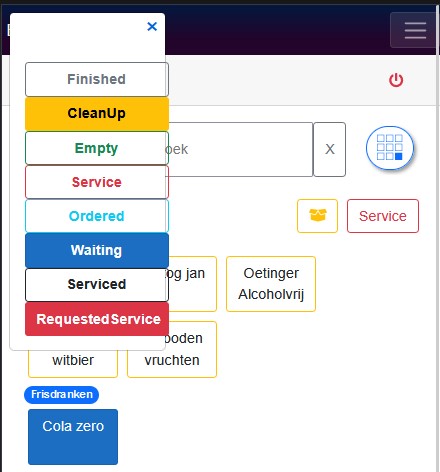 ×
Finished
CleanUp
Empty
oek X
Service
Ordered
Service
Waiting
og jan
Oetinger
Alcoholvrij
Serviced
RequestedService
oden
witbier
vruchten
Frisdranken
Cola zero